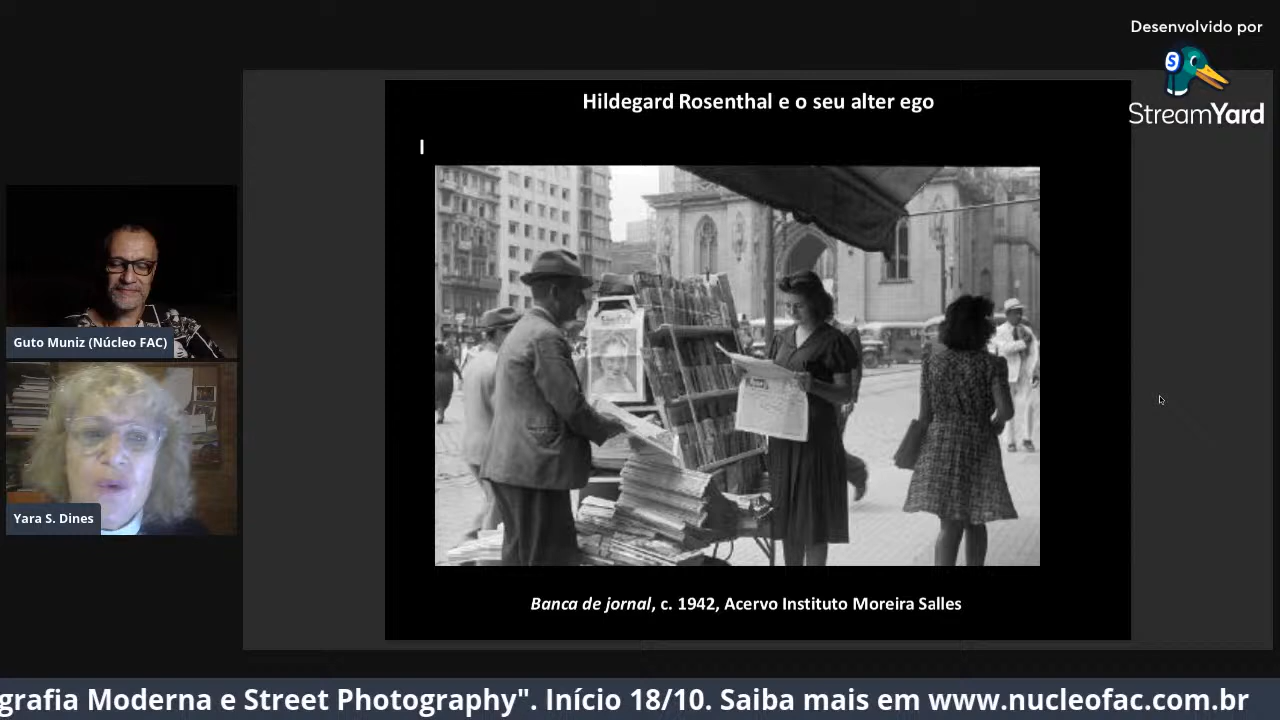 Desenvolvido por
StreamYard
Hildegard Rosenthal e o seu alter ego
I
Guto Muniz (Núcleo FAC)
Yara S. Dines
Banca de jornal, c. 1942, Acervo Instituto Moreira Salles
grafia Moderna e Street Photography". Início 18/10. Saiba mais em www.nucleofac.com.br